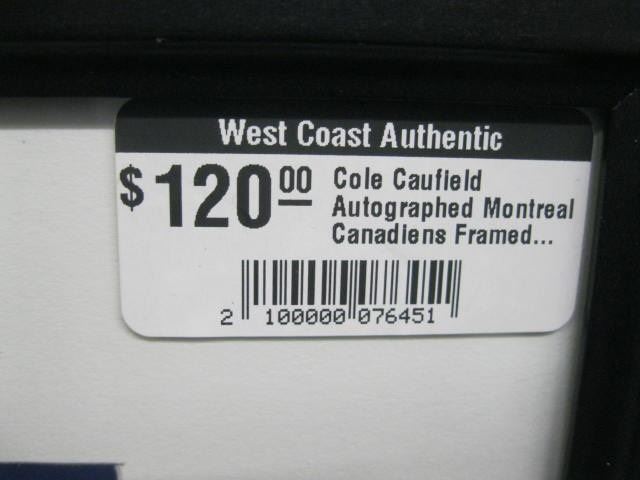 West Coast Authentic
$120 00 Cole Caufield
Autographed Montreal
Canadiens Framed...
2 100000 076451